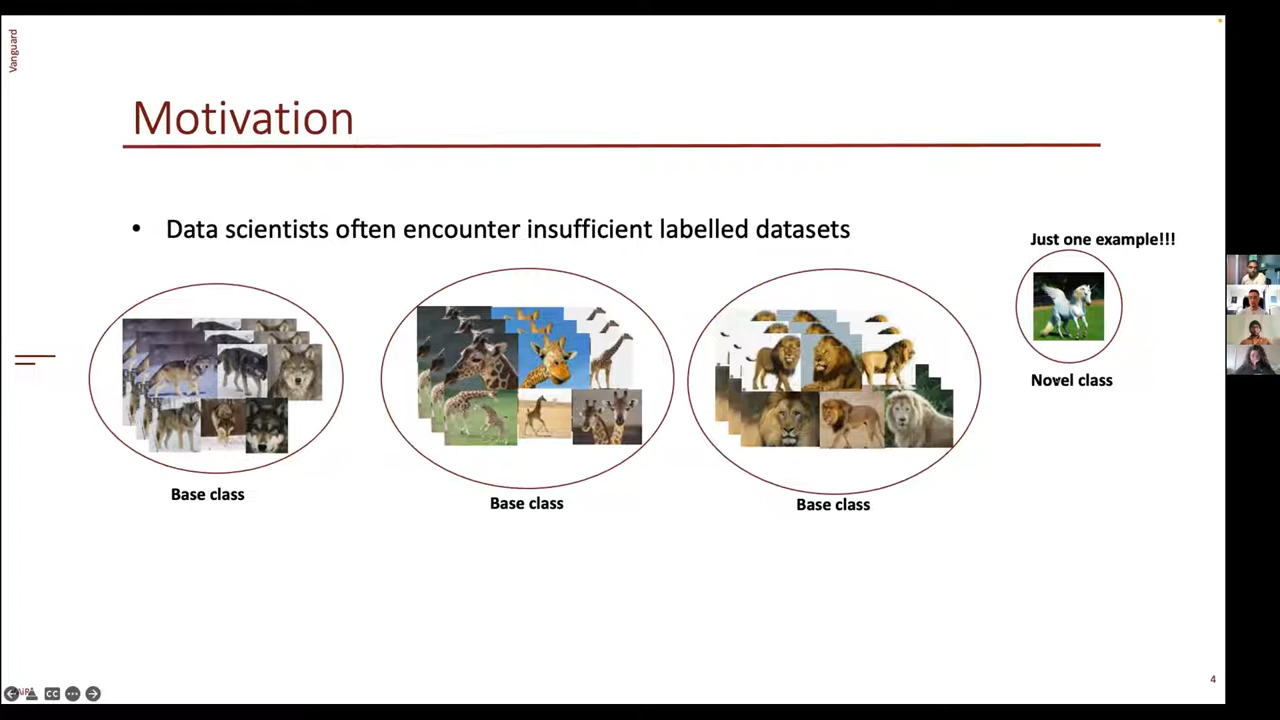 Vanguard
Motivation
• Data scientists often encounter insufficient labelled datasets
Just one example!!!
Novel class
Base class
Base class
Base class
CC
4